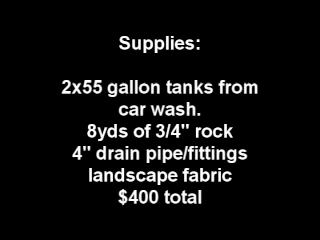 Supplies:
2x55 gallon tanks from
car wash.
8yds of 3/4" rock
4" drain pipe/fittings
landscape fabric
$400 total